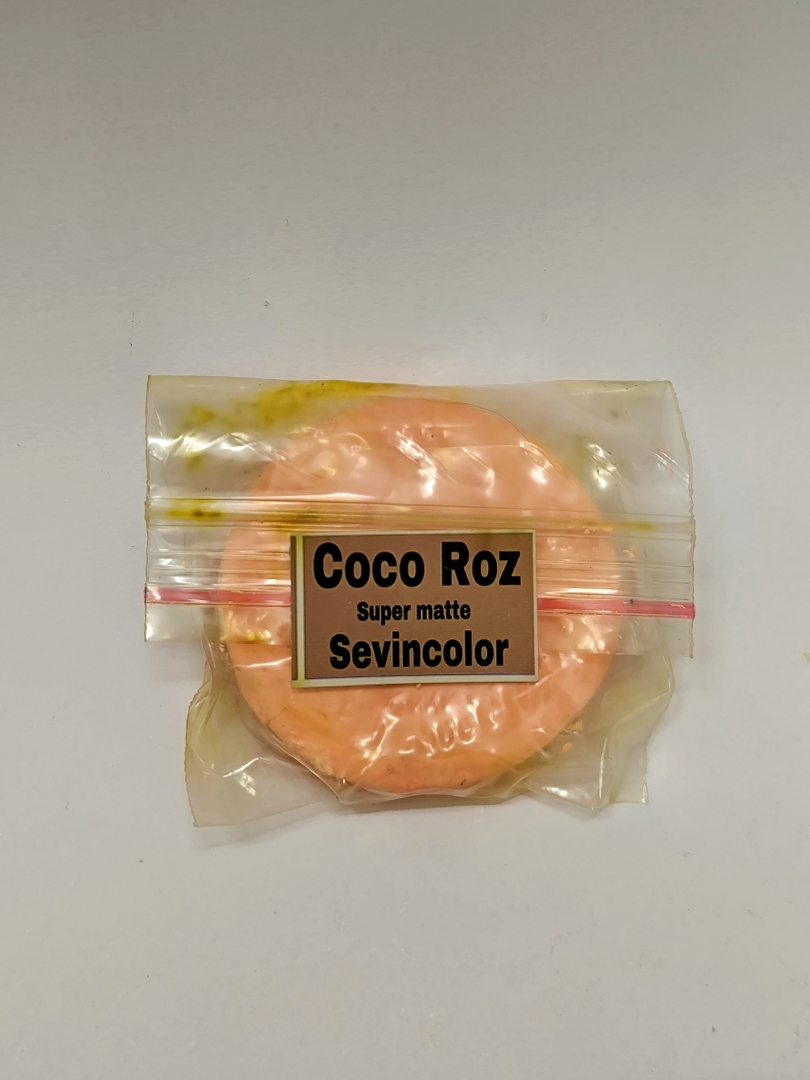 Coco Roz
Super matte
Sevincolor